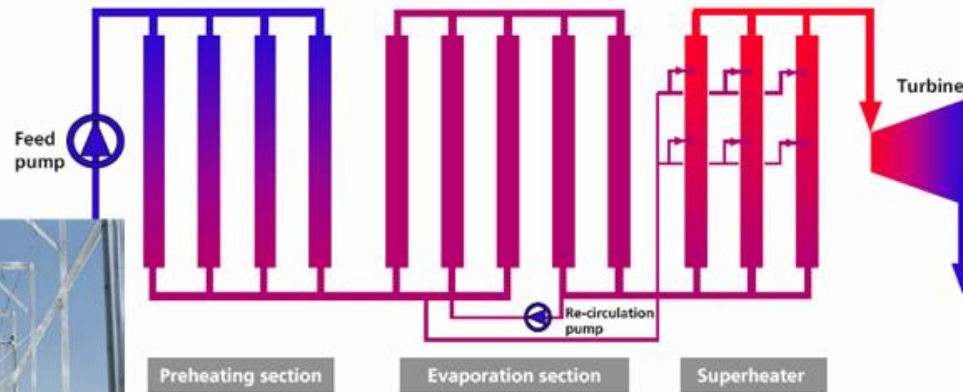 Feed
pump
Turbine
Re-circulation
pump
Preheating section
Evaporation section
Superheater